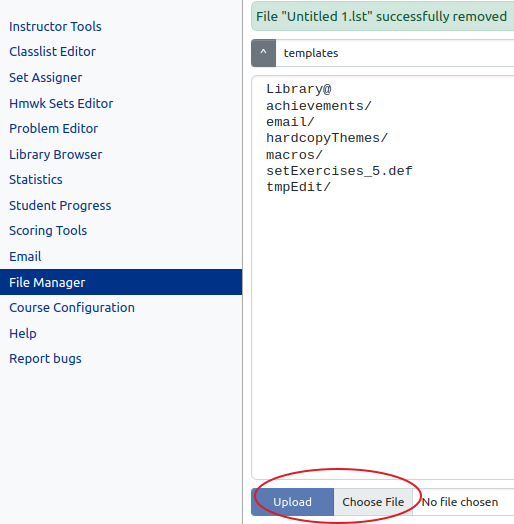 Instructor Tools
Classlist Editor
Set Assigner
Hmwk Sets Editor
Problem Editor
Library Browser
Statistics
Student Progress
Scoring Tools
Email
File Manager
Course Configuration
Help
Report bugs
File "Untitled 1.lst" successfully removed
^ templates
Library@
achievements/
email/
hardcopyThemes/
macros/
setExercises_5.def
tmpEdit/
Upload Choose File No file chosen